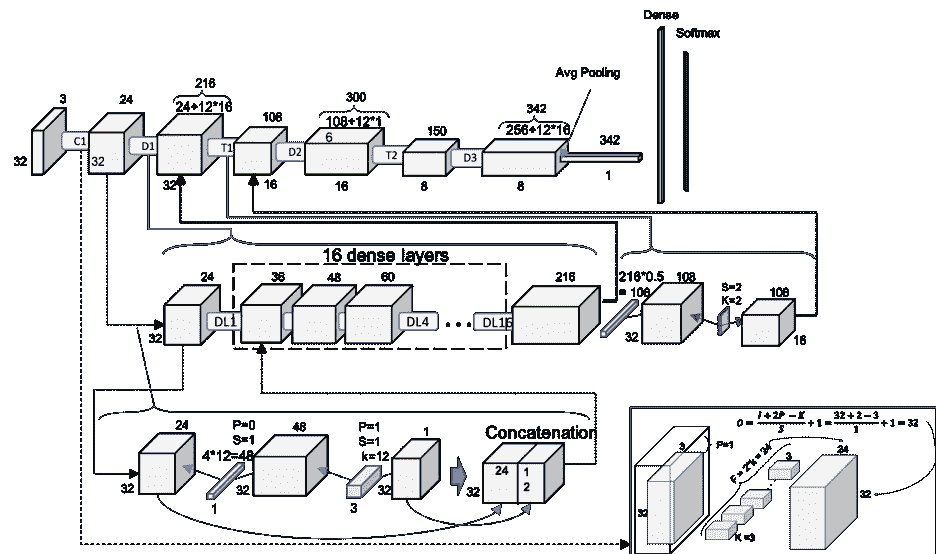 Dense
Softmax
Avg Pooling
3
24
216
24+12*16
108
300
108+12*1
6
150
342
256+12*16
342
C1
D1
T1
D2
T2
D3
32
32
32
16
16
8
8
1
16 dense layers
24
36
48
60
216
216*0.5
= 108
108
S=2
K=2
108
DL1
DL4
...
DL16
32
32
16
24
P=0
S=1
4*12=48
48
P=1
S=1
k=12
1
Concatenation
24
1
2
32
32
32
32
1
3
O = (I + 2P − K)/S + 1 = (32 + 2 − 3)/1 + 1 = 32
3
P=1
F = 2*k = 24
3
24
32
32
K=3